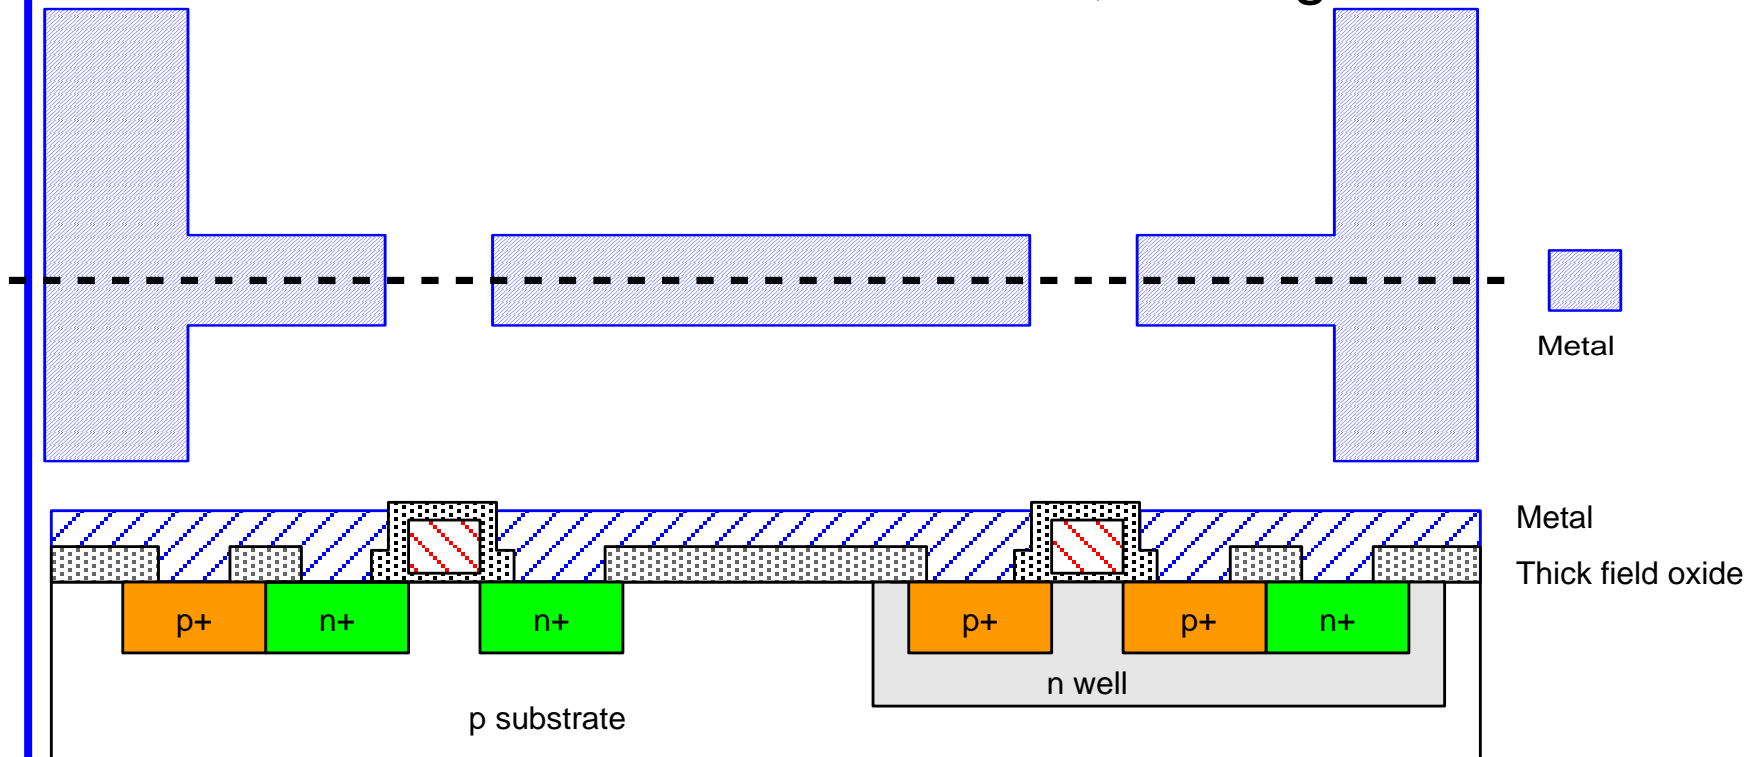 Metal
Metal
Thick field oxide
p+
n+
n+
p+
p+
n+
n well
p substrate